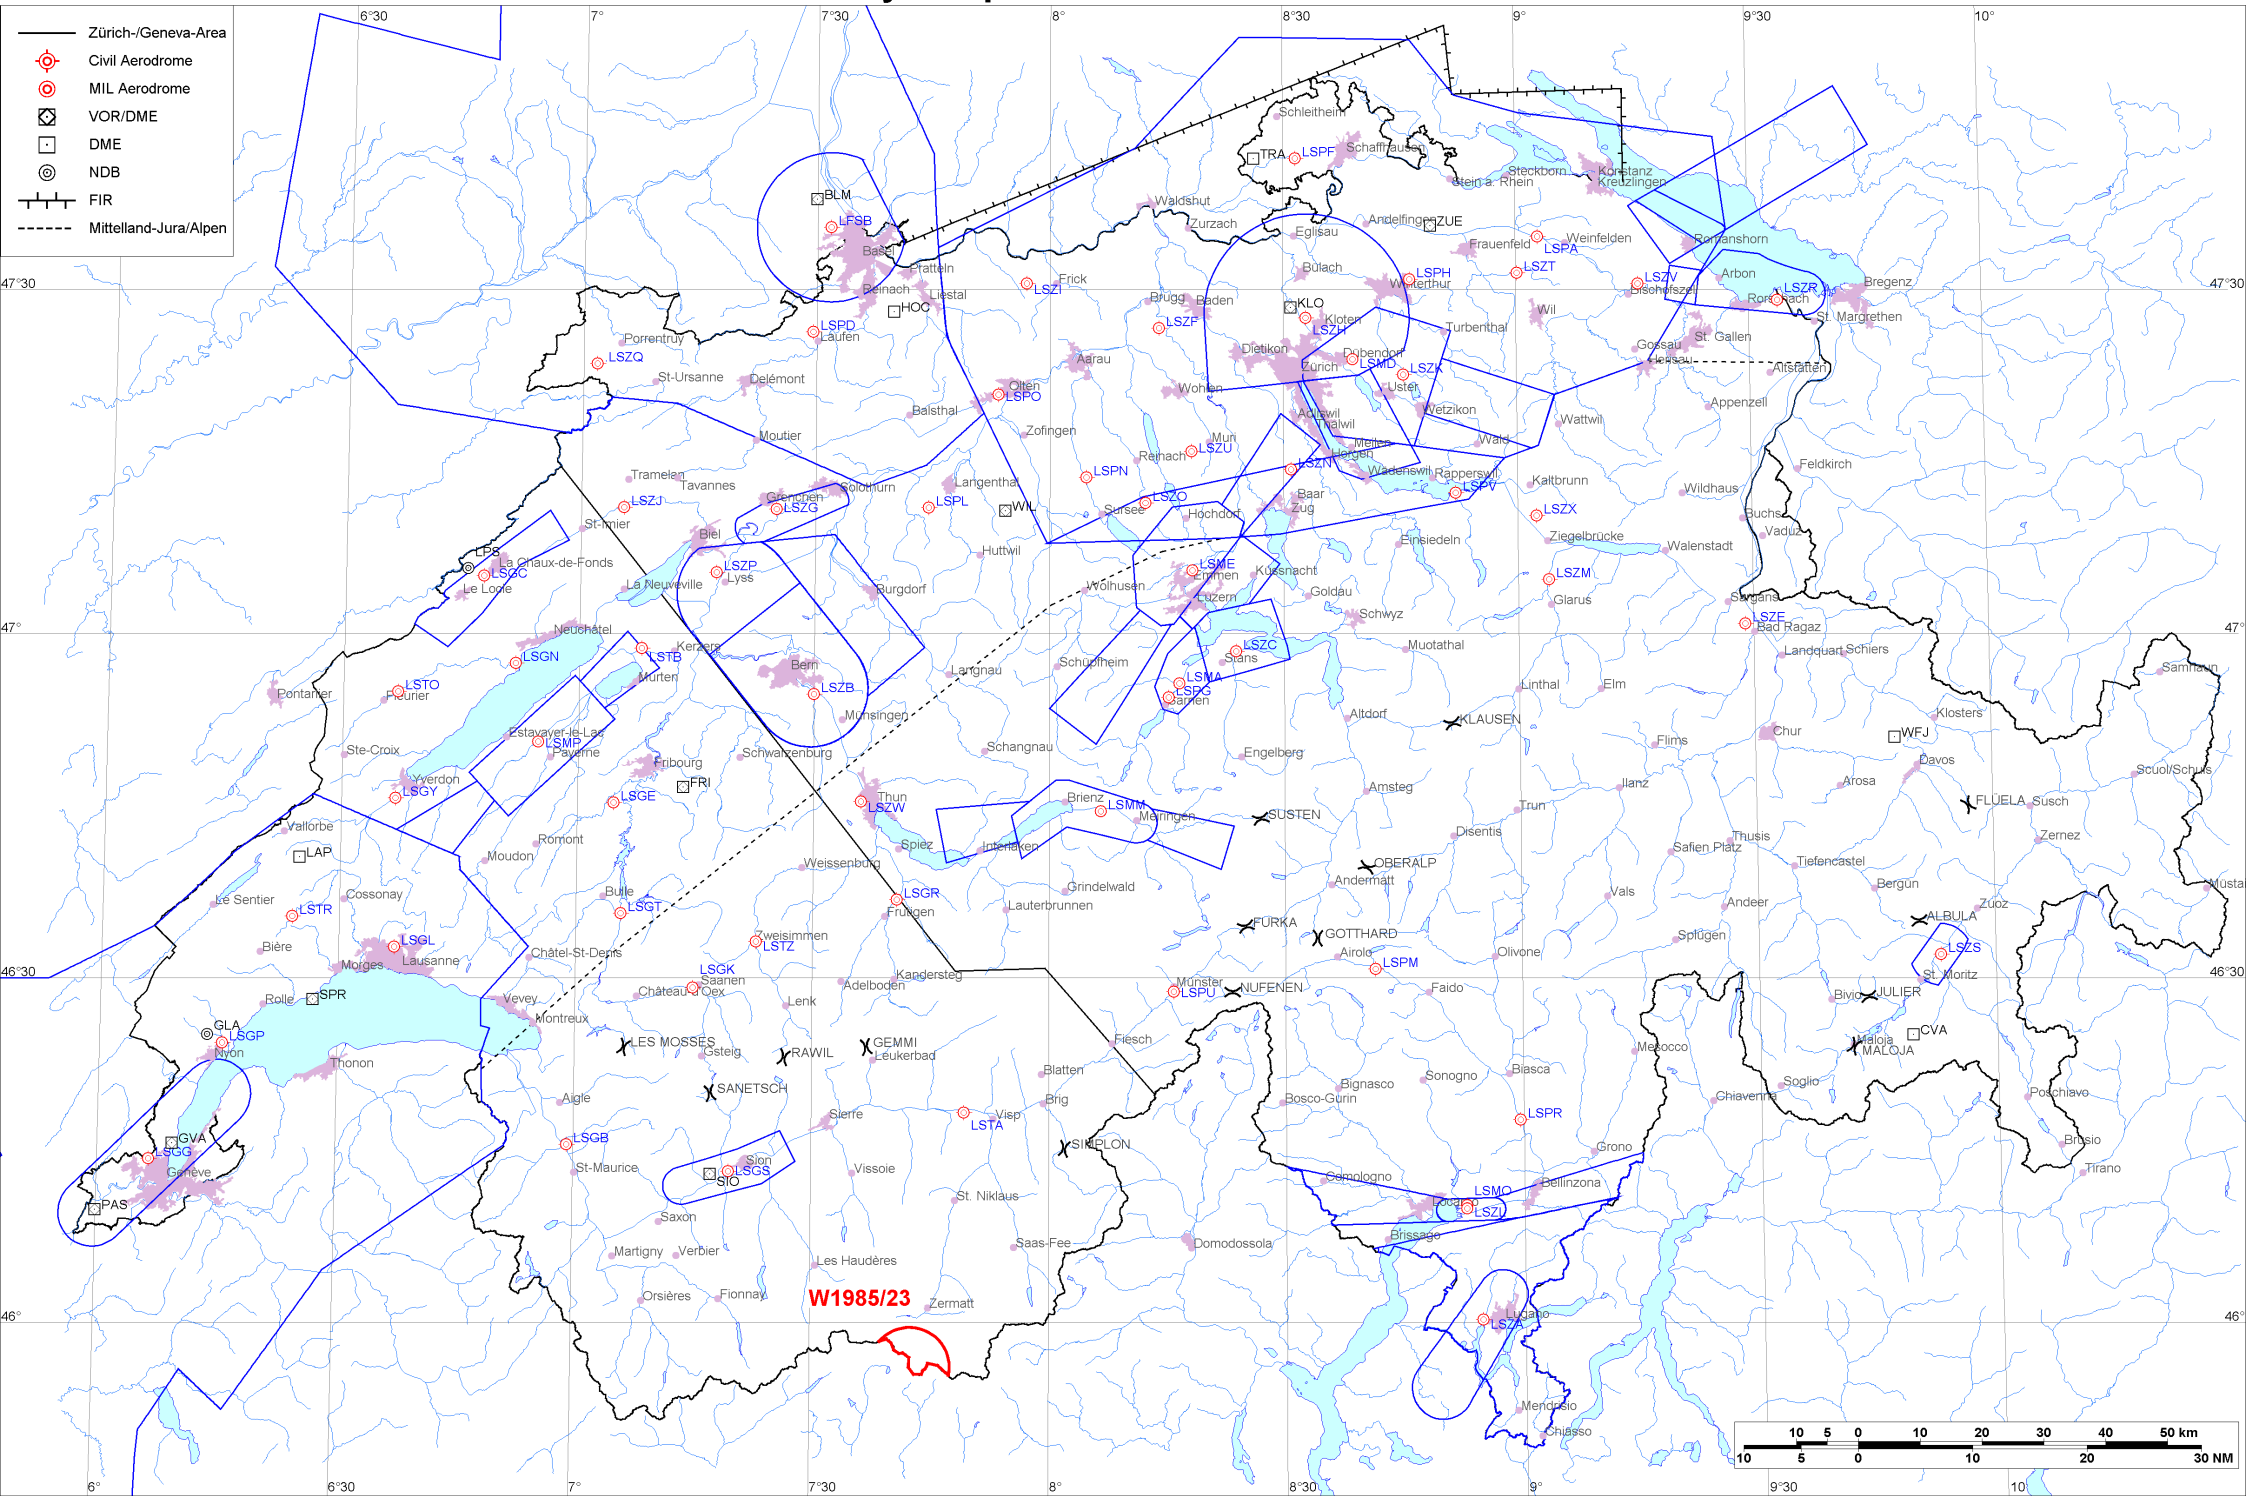 6°30
7°
7°30
8°
8°30
9°
9°30
10°
Zürich-/Geneva-Area
Civil Aerodrome
MIL Aerodrome
VOR/DME
DME
NDB
FIR
Mittelland-Jura/Alpen
Schleitheim
TRA
LSPF
Schaffhausen
Steckborn
Stein a. Rhein
Konstanz
Kreuzlingen
BLM
LFSB
Basel
Waldshut
Zurzach
Eglisau
Andelfingen
ZUE
Frauenfeld
LSPA
Weinfelden
Romanshorn
Pratteln
Reinach
Liestal
HOC
LSZI
Frick
Bülach
LSPH
Winterthur
LSZT
LSZV
Bischofszell
Arbon
LSZR
Rorschach
Bregenz
St. Margrethen
47°30
47°30
LSPD
Laufen
Brugg
Baden
LSZF
KLO
Kloten
LSZH
Turbenthal
Wil
St. Gallen
Gossau
Herisau
Altstätten
Porrentruy
LSZQ
St-Ursanne
Delémont
Aarau
Dietikon
Zürich
Dübendorf
LSMD
LSZK
Uster
Wetzikon
Appenzell
Olten
LSPO
Balsthal
Wohlen
Adliswil
Thalwil
Wattwil
Moutier
Zofingen
Muri
LSZU
Reinach
Meilen
Horgen
Wald
Tramelan
Tavannes
Grenchen
Solothurn
LSZG
Langenthal
LSPL
WIL
LSPN
LSZN
Wädenswil
Rapperswil
LSPV
Kaltbrunn
Feldkirch
Wildhaus
LSZJ
St-Imier
Biel
LSZO
Sursee
Hochdorf
Baar
Zug
LSZX
Buchs
Vaduz
LPS
La Chaux-de-Fonds
LSGC
Le Locle
LSZP
Lyss
La Neuveville
Huttwil
Burgdorf
Einsiedeln
Ziegelbrücke
Walenstadt
LSME
Emmen
Küssnacht
Luzern
Wolhusen
Goldau
LSZM
Glarus
Sargans
Schwyz
LSZE
Bad Ragaz
47°
47°
Neuchâtel
LSGN
LSTB
Kerzers
Murten
LSTO
Fleurier
Pontarlier
Bern
LSZB
Langnau
Schüpfheim
LSZC
Stans
Muotathal
Landquart
Schiers
LSMA
LSPG
Sarnen
Linthal
Elm
Samnaun
Münsingen
Altdorf
KLAUSEN
Klosters
WFJ
Chur
Flims
Ste-Croix
Estavayer-le-Lac
LSMP
Payerne
Schwarzenburg
Schangnau
Engelberg
Davos
Scuol/Schuls
Yverdon
LSGY
Fribourg
FRI
LSGE
Thun
LSZW
Brienz
LSMM
Meiringen
SUSTEN
Amsteg
Trun
Ilanz
Arosa
FLÜELA
Susch
Vallorbe
LAP
Romont
Moudon
Spiez
Interlaken
Disentis
Safien Platz
Thusis
Zernez
Tiefencastel
Weissenburg
OBERALP
Andermatt
Vals
Bergün
Müstair
Le Sentier
Cossonay
LSTR
Bulle
LSGT
LSGR
Frutigen
Grindelwald
Lauterbrunnen
FURKA
GOTTHARD
Andeer
ALBULA
Zuoz
Bière
LSGL
Lausanne
Morges
Châtel-St-Denis
Zweisimmen
LSTZ
Airolo
LSPM
Olivone
Splügen
LSZS
St. Moritz
46°30
46°30
LSGK
Saanen
Château-d'Oex
Adelboden
Kandersteg
Münster
LSPU
NUFENEN
Faido
Bivio
JULIER
Rolle
SPR
Vevey
Montreux
Lenk
GLA
LSGP
Nyon
Thonon
LES MOSSES
Gsteig
RAWIL
GEMMI
Leukerbad
Fiesch
Mesocco
CVA
Maloja
MALOJA
SANETSCH
Blatten
Brig
Bignasco
Sonogno
Biasca
Soglio
Chiavenna
Poschiavo
Aigle
Sierre
Visp
LSTA
Bosco-Gurin
LSPR
GVA
LSGG
Genève
LSGB
St-Maurice
Sion
LSGS
SIO
Vissoie
SIMPLON
Grono
Brusio
Tirano
PAS
St. Niklaus
Comologno
LSMO
Locarno
LSZL
Bellinzona
Saxon
Martigny
Verbier
Saas-Fee
Domodossola
Brissago
Les Haudères
Orsières
Fionnay
W1985/23
Zermatt
46°
46°
Lugano
LSZA
Mendrisio
Chiasso
10 5 0 10 20 30 40 50 km
10 5 0 10 20 30 NM
6°
6°30
7°
7°30
8°
8°30
9°
9°30
10°